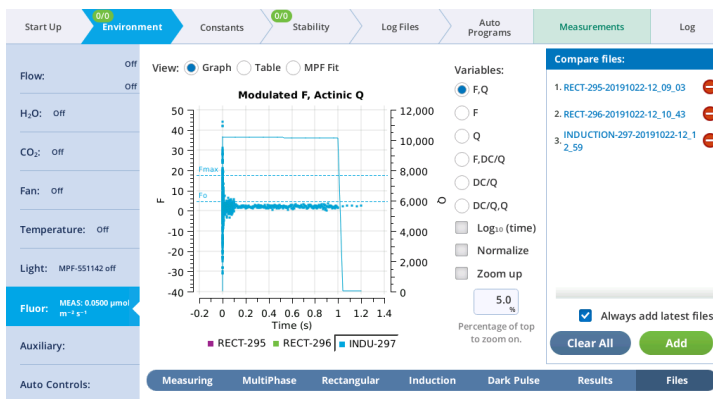 0/0
0/0
Start Up
Environment
Constants
Stability
Log Files
Auto
Programs
Measurements
Log
Flow:
Off
Off
H₂O: Off
CO₂: Off
Fan: Off
Temperature: Off
Light: MPF-551142 off
Fluor: MEAS: 0.0500 µmol
m⁻² s⁻¹
Auxiliary:
Auto Controls:
View: Graph Table MPF Fit
Modulated F, Actinic Q
50
40
30
20
10
0
-10
-20
-30
-40
F
Fmax
Fo
12,000
10,000
8,000
6,000
4,000
2,000
0
Q
-0.2 0 0.2 0.4 0.6 0.8 1 1.2 1.4
Time (s)
RECT-295 RECT-296 INDU-297
Variables:
F,Q
F
Q
F,DC/Q
DC/Q
DC/Q,Q
Log₁₀ (time)
Normalize
Zoom up
5.0
%
Percentage of top
to zoom on.
Compare files:
1. RECT-295-20191022-12_09_03
2. RECT-296-20191022-12_10_43
3. INDUCTION-297-20191022-12_1
2_59
Always add latest files
Clear All
Add
Measuring
MultiPhase
Rectangular
Induction
Dark Pulse
Results
Files